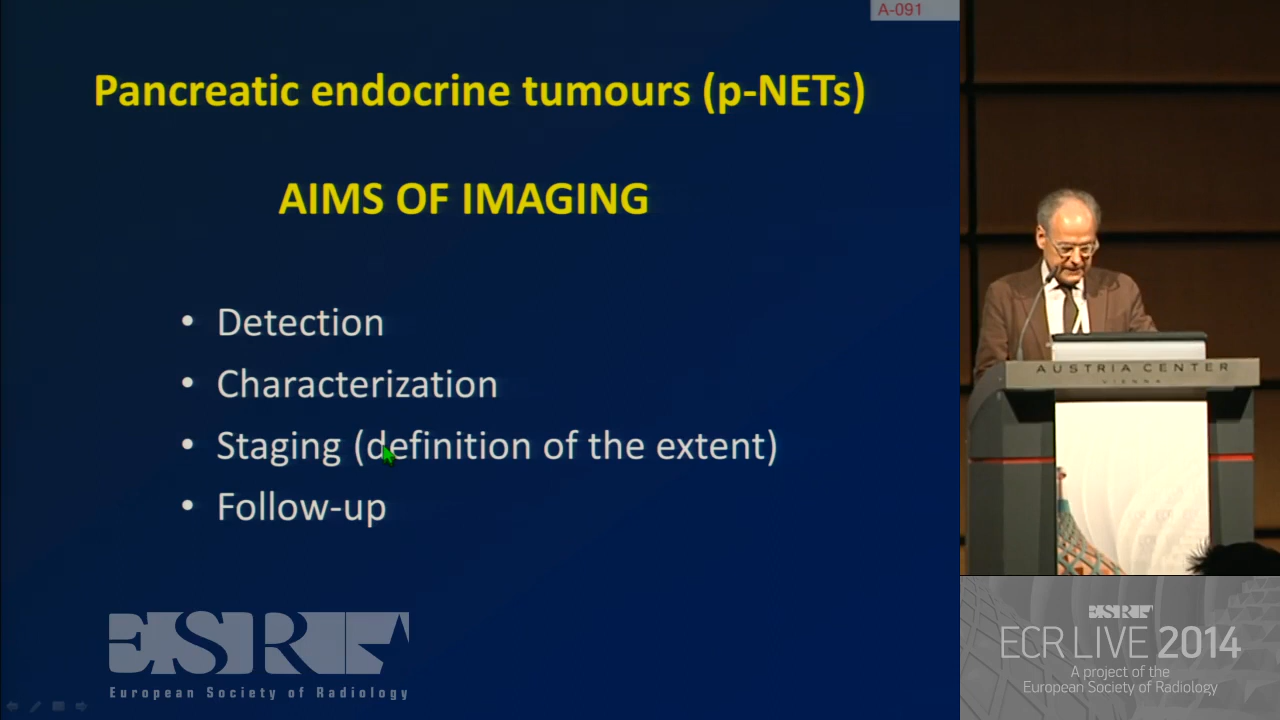 A-091
Pancreatic endocrine tumours (p-NETs)
AIMS OF IMAGING
• Detection
• Characterization
• Staging (definition of the extent)
• Follow-up
ESR
European Society of Radiology
AUSTRIA CENTER
VIENNA
ESR
ECR LIVE 2014
A project of the
European Society of Radiology